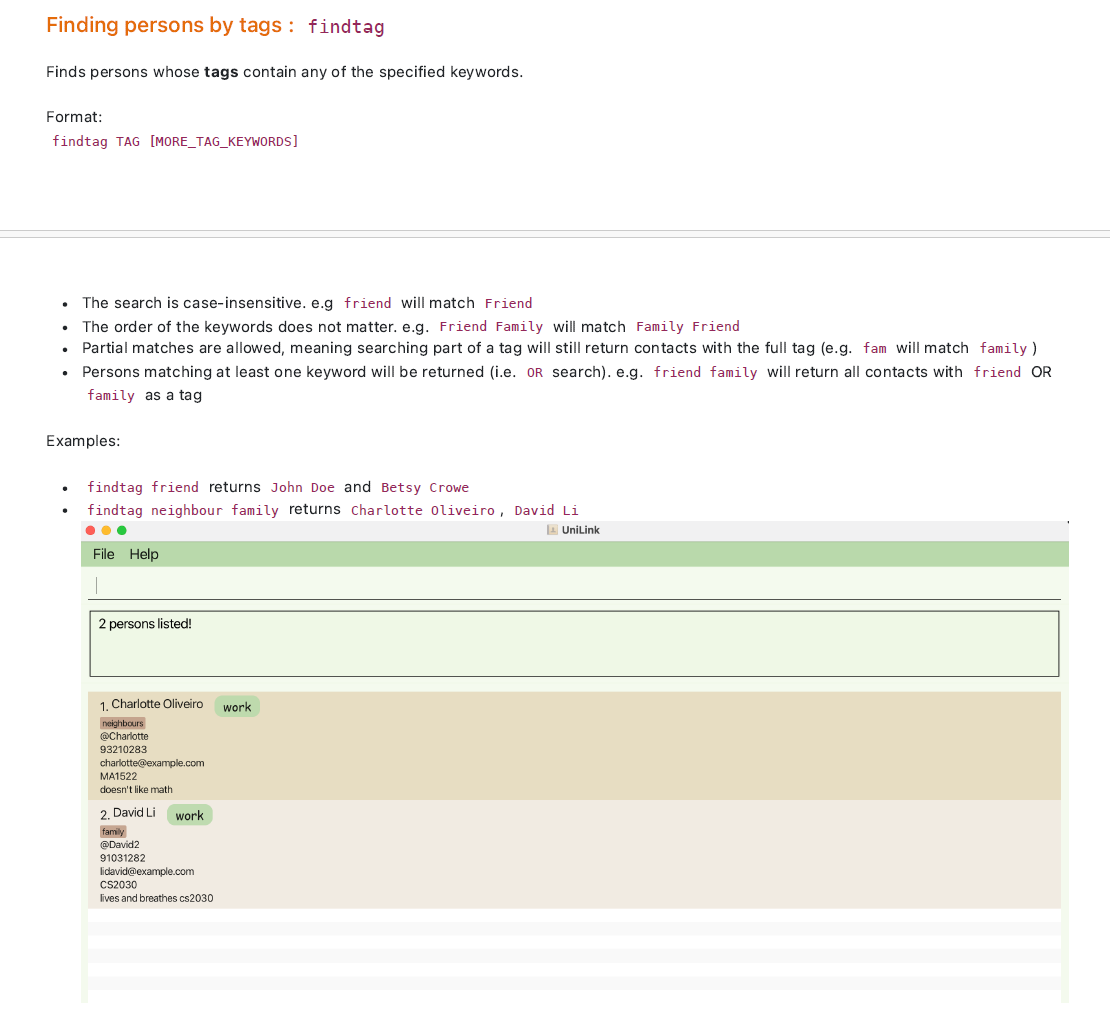 Finding persons by tags : findtag
Finds persons whose tags contain any of the specified keywords.
Format:
findtag TAG [MORE_TAG_KEYWORDS]
• The search is case-insensitive. e.g friend will match Friend
• The order of the keywords does not matter. e.g. Friend Family will match Family Friend
• Partial matches are allowed, meaning searching part of a tag will still return contacts with the full tag (e.g. fam will match family )
• Persons matching at least one keyword will be returned (i.e. OR search). e.g. friend family will return all contacts with friend OR
family as a tag
Examples:
• findtag friend returns John Doe and Betsy Crowe
• findtag neighbour family returns Charlotte Oliveiro , David Li
UniLink
File Help
2 persons listed!
1. Charlotte Oliveiro work
neighbours
@Charlotte
93210283
charlotte@example.com
MA1522
doesn't like math
2. David Li work
family
@David2
91031282
lidavid@example.com
CS2030
lives and breathes cs2030